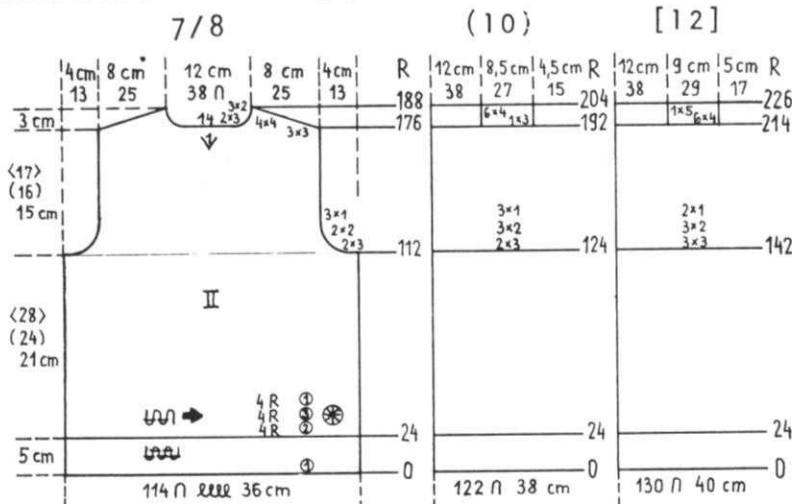 7/8 (10) [12]
4cm 8 cm 12 cm 8 cm 4cm R 12cm 8,5cm 4,5cm R 12cm 9 cm 5cm R
13 25 38 ∩ 25 13 38 27 15 38 29 17
188 204 226
3 cm 14 2×3 3×2 4×4 3×3 176 6×4 1×3 192 1×5 6×4 214
<17>
(16)
15 cm
3×1 3×1 2×1
2×2 3×2 3×2
2×3 112 2×3 124 3×3 142
II
<28>
(24)
21 cm
4 R ①
4 R ③
4 R ②
24 24 24
5 cm
① 0 0 0
114 ∩ 36 cm 122 ∩ 38 cm 130 ∩ 40 cm